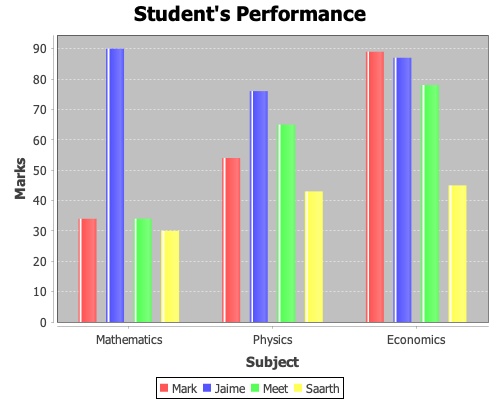 Student's Performance
90
80
70
60
50
40
30
20
10
0
Marks
Mathematics Physics Economics
Subject
Mark Jaime Meet Saarth